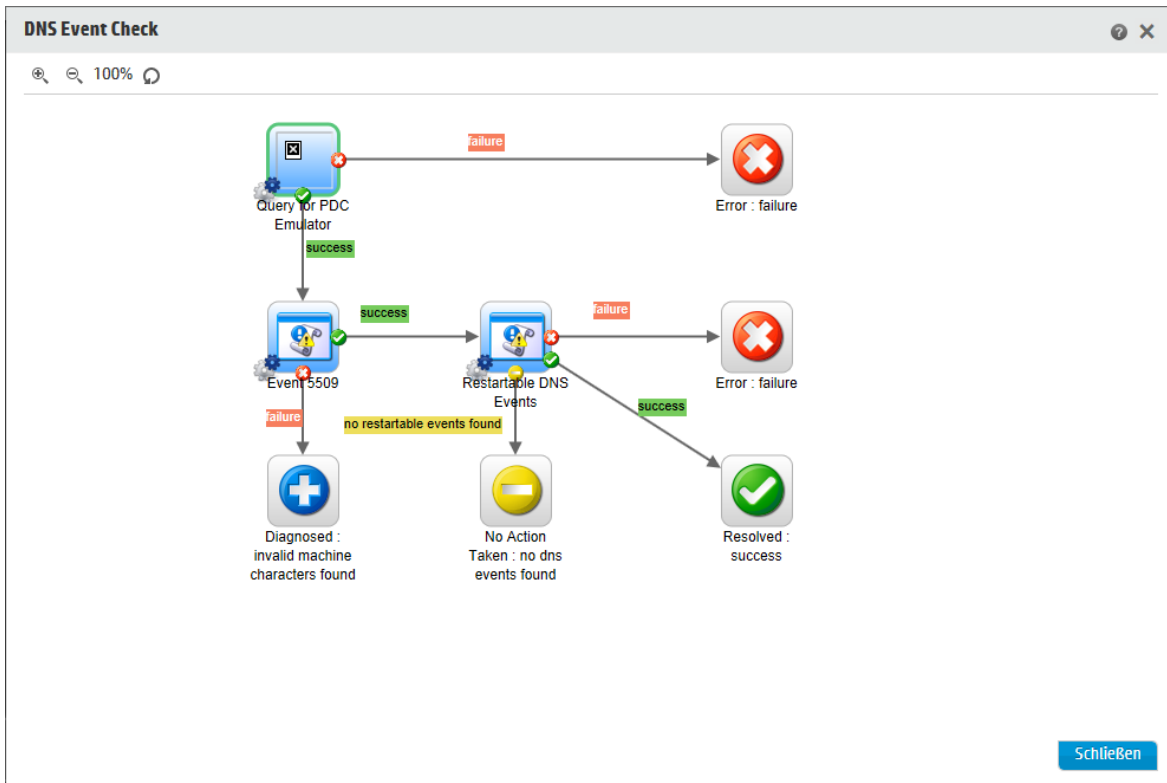 DNS Event Check
100%
failure
Query for PDC
Emulator
Error : failure
success
success
failure
Event 5509
Restartable DNS
Events
Error : failure
failure
no restartable events found
success
Diagnosed :
invalid machine
characters found
No Action
Taken : no dns
events found
Resolved :
success
Schließen